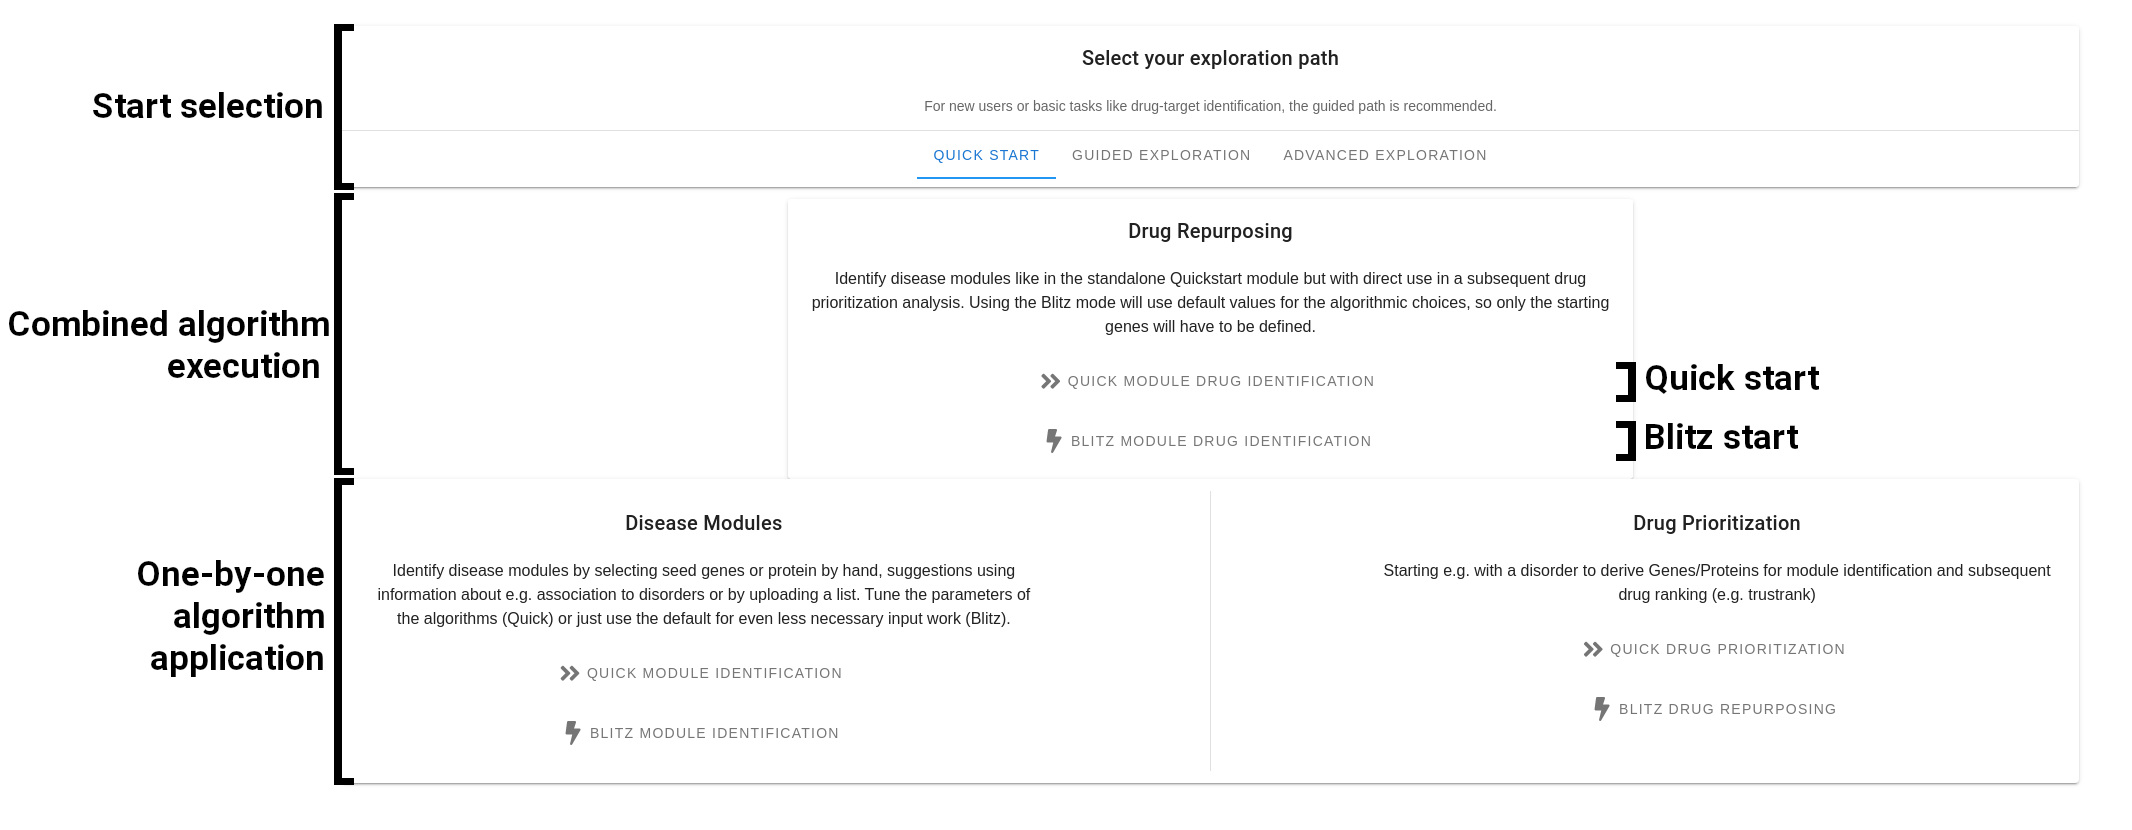 Start selection
Select your exploration path
For new users or basic tasks like drug-target identification, the guided path is recommended.
QUICK START
GUIDED EXPLORATION
ADVANCED EXPLORATION
Combined algorithm
execution
Drug Repurposing
Identify disease modules like in the standalone Quickstart module but with direct use in a subsequent drug
prioritization analysis. Using the Blitz mode will use default values for the algorithmic choices, so only the starting
genes will have to be defined.
QUICK MODULE DRUG IDENTIFICATION
Quick start
BLITZ MODULE DRUG IDENTIFICATION
Blitz start
One-by-one
algorithm
application
Disease Modules
Identify disease modules by selecting seed genes or protein by hand, suggestions using
information about e.g. association to disorders or by uploading a list. Tune the parameters of
the algorithms (Quick) or just use the default for even less necessary input work (Blitz).
QUICK MODULE IDENTIFICATION
BLITZ MODULE IDENTIFICATION
Drug Prioritization
Starting e.g. with a disorder to derive Genes/Proteins for module identification and subsequent
drug ranking (e.g. trustrank)
QUICK DRUG PRIORITIZATION
BLITZ DRUG REPURPOSING